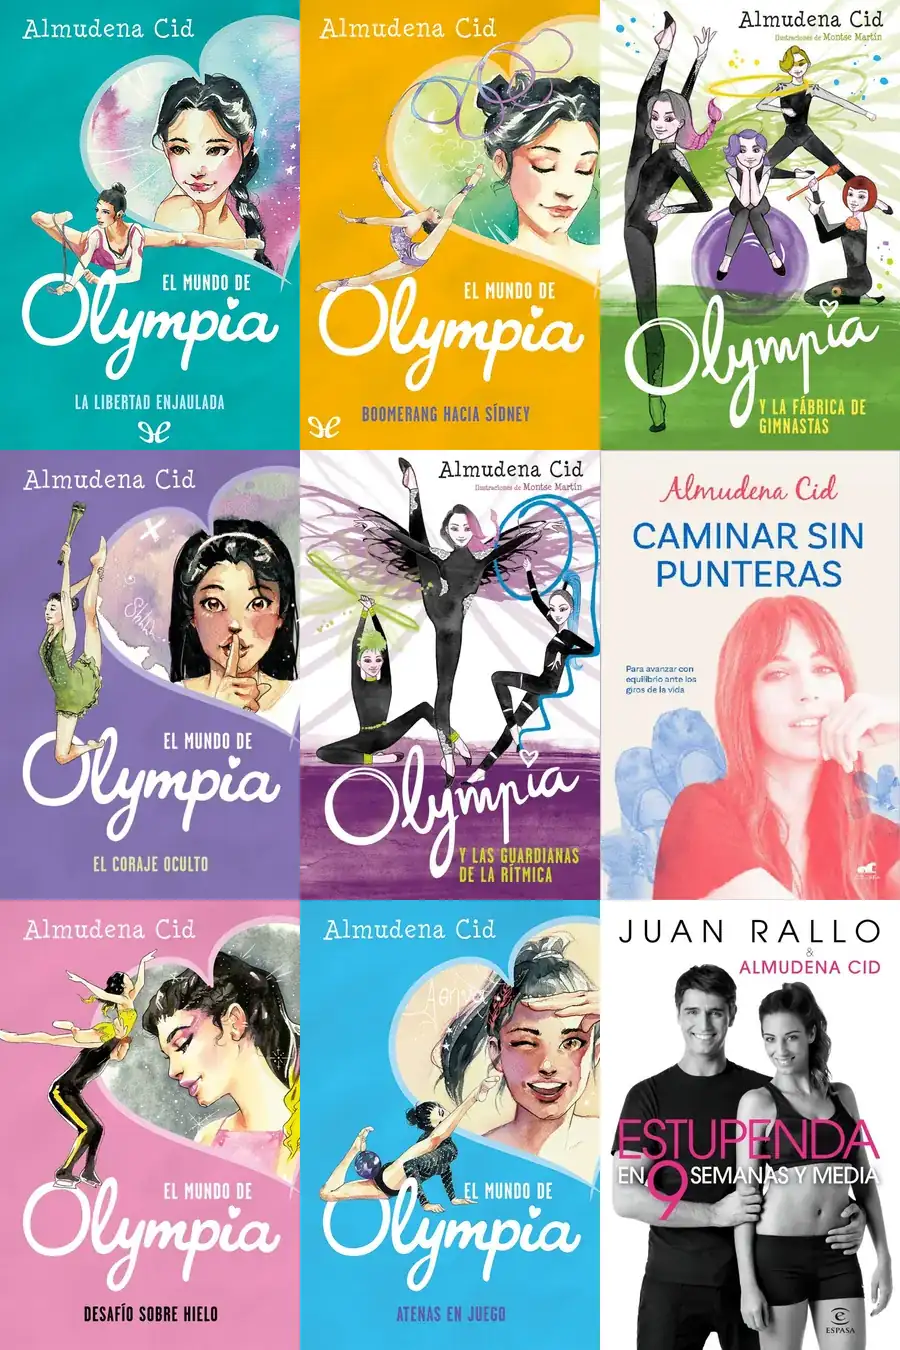 Almudena Cid
EL MUNDO DE
Olympia
LA LIBERTAD ENJAULADA
Almudena Cid
EL MUNDO DE
Olympia
BOOMERANG HACIA SÍDNEY
Almudena Cid
Ilustraciones de Montse Martín
Olympia
Y LA FÁBRICA DE
GIMNASTAS
Almudena Cid
EL MUNDO DE
Olympia
EL CORAJE OCULTO
Almudena Cid
Ilustraciones de Montse Martín
Olympia
Y LAS GUARDIANAS
DE LA RÍTMICA
Almudena Cid
CAMINAR SIN
PUNTERAS
Para avanzar con
equilibrio ante los
giros de la vida
Almudena Cid
EL MUNDO DE
Olympia
DESAFÍO SOBRE HIELO
Almudena Cid
EL MUNDO DE
Olympia
ATENAS EN JUEGO
JUAN RALLO
&
ALMUDENA CID
ESTUPENDA
EN 9 SEMANAS Y MEDIA
ESPASA